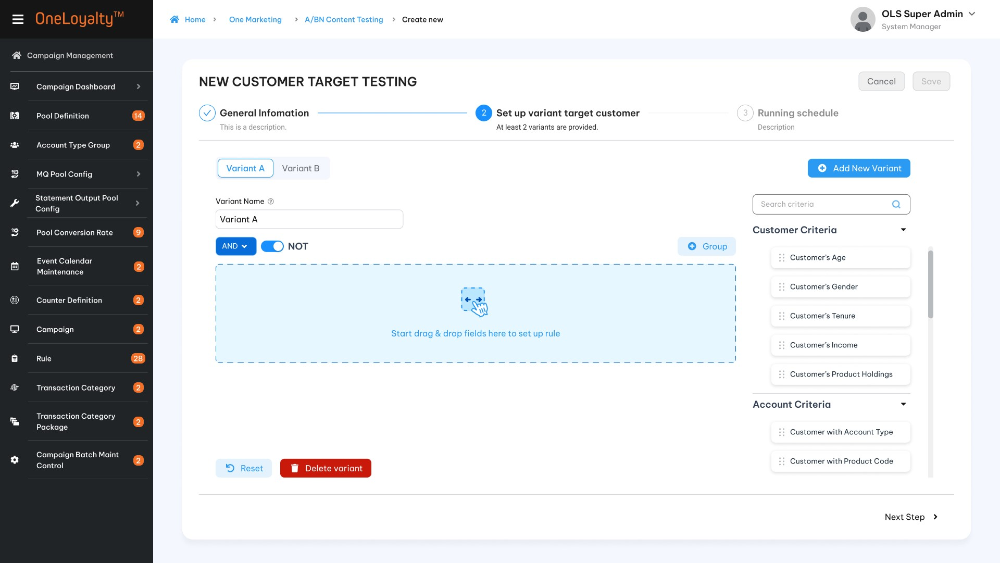 OneLoyalty™
Home > One Marketing > A/BN Content Testing > Create new
OLS Super Admin
System Manager
Campaign Management
Campaign Dashboard
Pool Definition 14
Account Type Group 2
MQ Pool Config
Statement Output Pool
Config
Pool Conversion Rate 9
Event Calendar
Maintenance 2
Counter Definition 2
Campaign 2
Rule 28
Transaction Category 2
Transaction Category
Package 2
Campaign Batch Maint
Control 2
NEW CUSTOMER TARGET TESTING
Cancel
Save
General Infomation
This is a description.
2 Set up variant target customer
At least 2 variants are provided.
3 Running schedule
Description
Variant A
Variant B
Add New Variant
Variant Name
Variant A
AND
NOT
Group
Start drag & drop fields here to set up rule
Reset
Delete variant
Search criteria
Customer Criteria
Customer’s Age
Customer’s Gender
Customer’s Tenure
Customer’s Income
Customer’s Product Holdings
Account Criteria
Customer with Account Type
Customer with Product Code
Next Step